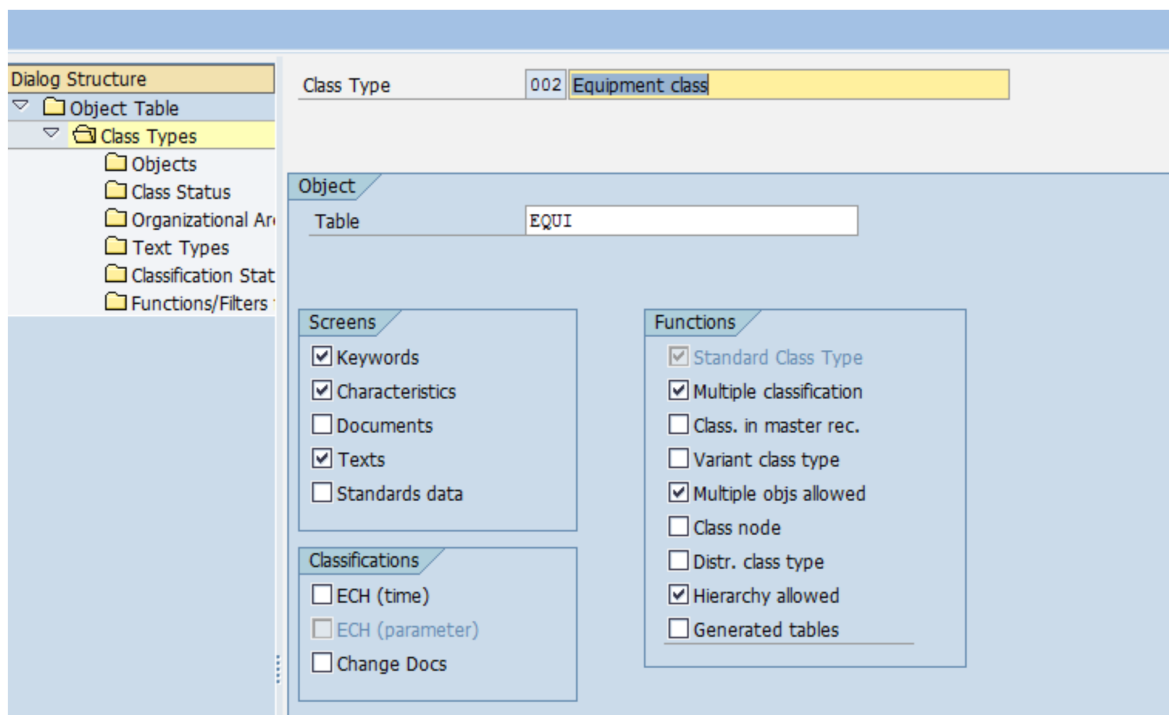 Dialog Structure
Object Table
Class Types
Objects
Class Status
Organizational Ar
Text Types
Classification Stat
Functions/Filters
Class Type 002 Equipment class
Object
Table EQUI
Screens
Keywords
Characteristics
Documents
Texts
Standards data
Classifications
ECH (time)
ECH (parameter)
Change Docs
Functions
Standard Class Type
Multiple classification
Class. in master rec.
Variant class type
Multiple objs allowed
Class node
Distr. class type
Hierarchy allowed
Generated tables